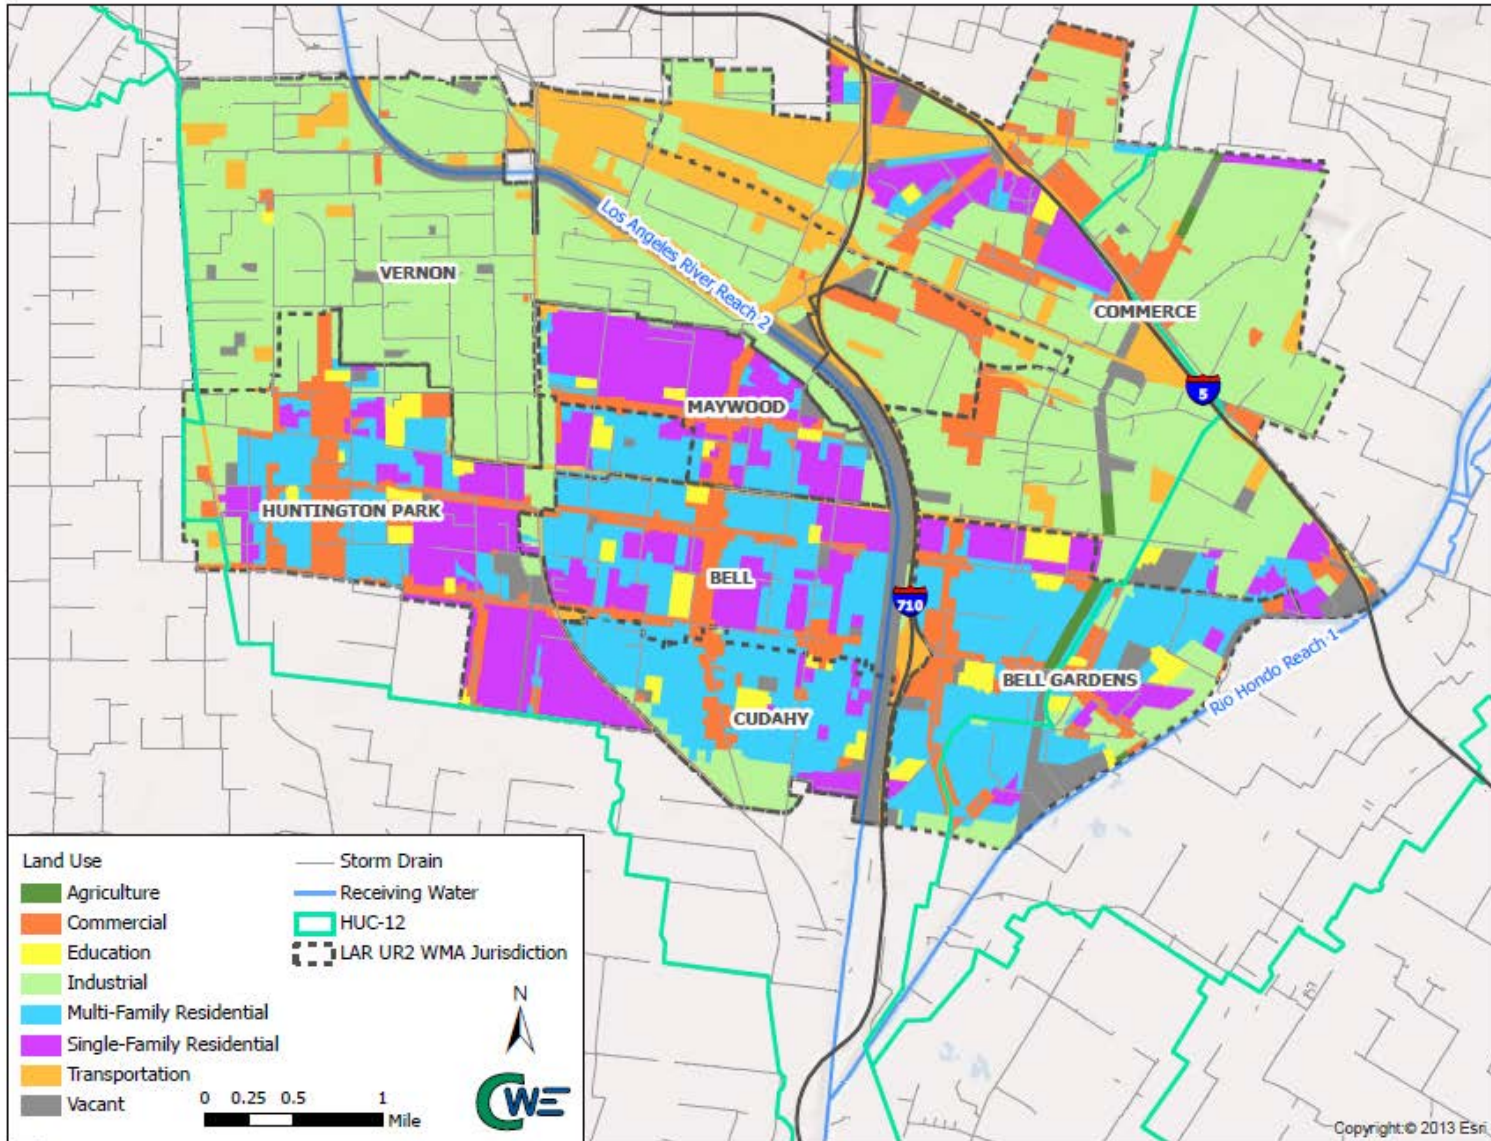 Los Angeles River Reach 2
VERNON
COMMERCE
5
MAYWOOD
HUNTINGTON PARK
BELL
710
BELL GARDENS
Rio Hondo Reach 1
CUDAHY
Land Use
Agriculture
Commercial
Education
Industrial
Multi-Family Residential
Single-Family Residential
Transportation
Vacant
Storm Drain
Receiving Water
HUC-12
LAR UR2 WMA Jurisdiction
N
0 0.25 0.5 1
Mile
CWE
Copyright:© 2013 Esri